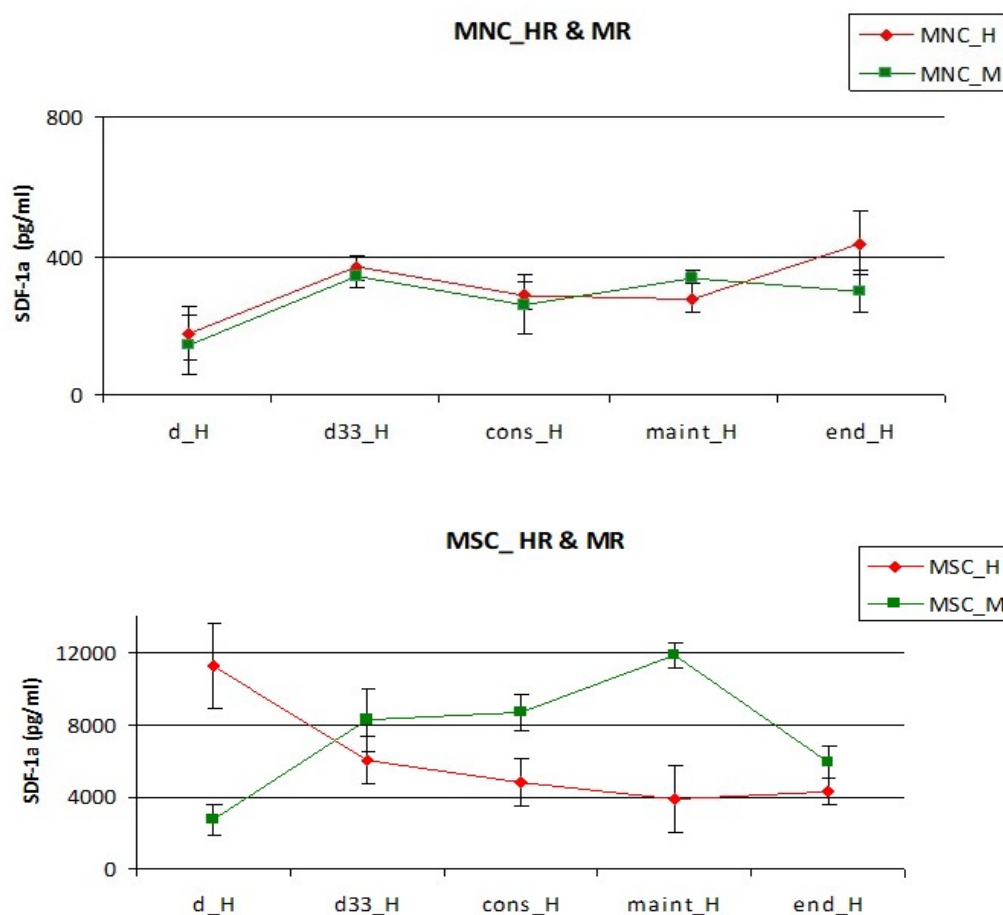 MNC_HR & MR
MNC_H
MNC_M
SDF-1a (pg/ml)
800
400
0
d_H d33_H cons_H maint_H end_H
MSC_ HR & MR
MSC_H
MSC_M
SDF-1a (pg/ml)
12000
8000
4000
0
d_H d33_H cons_H maint_H end_H